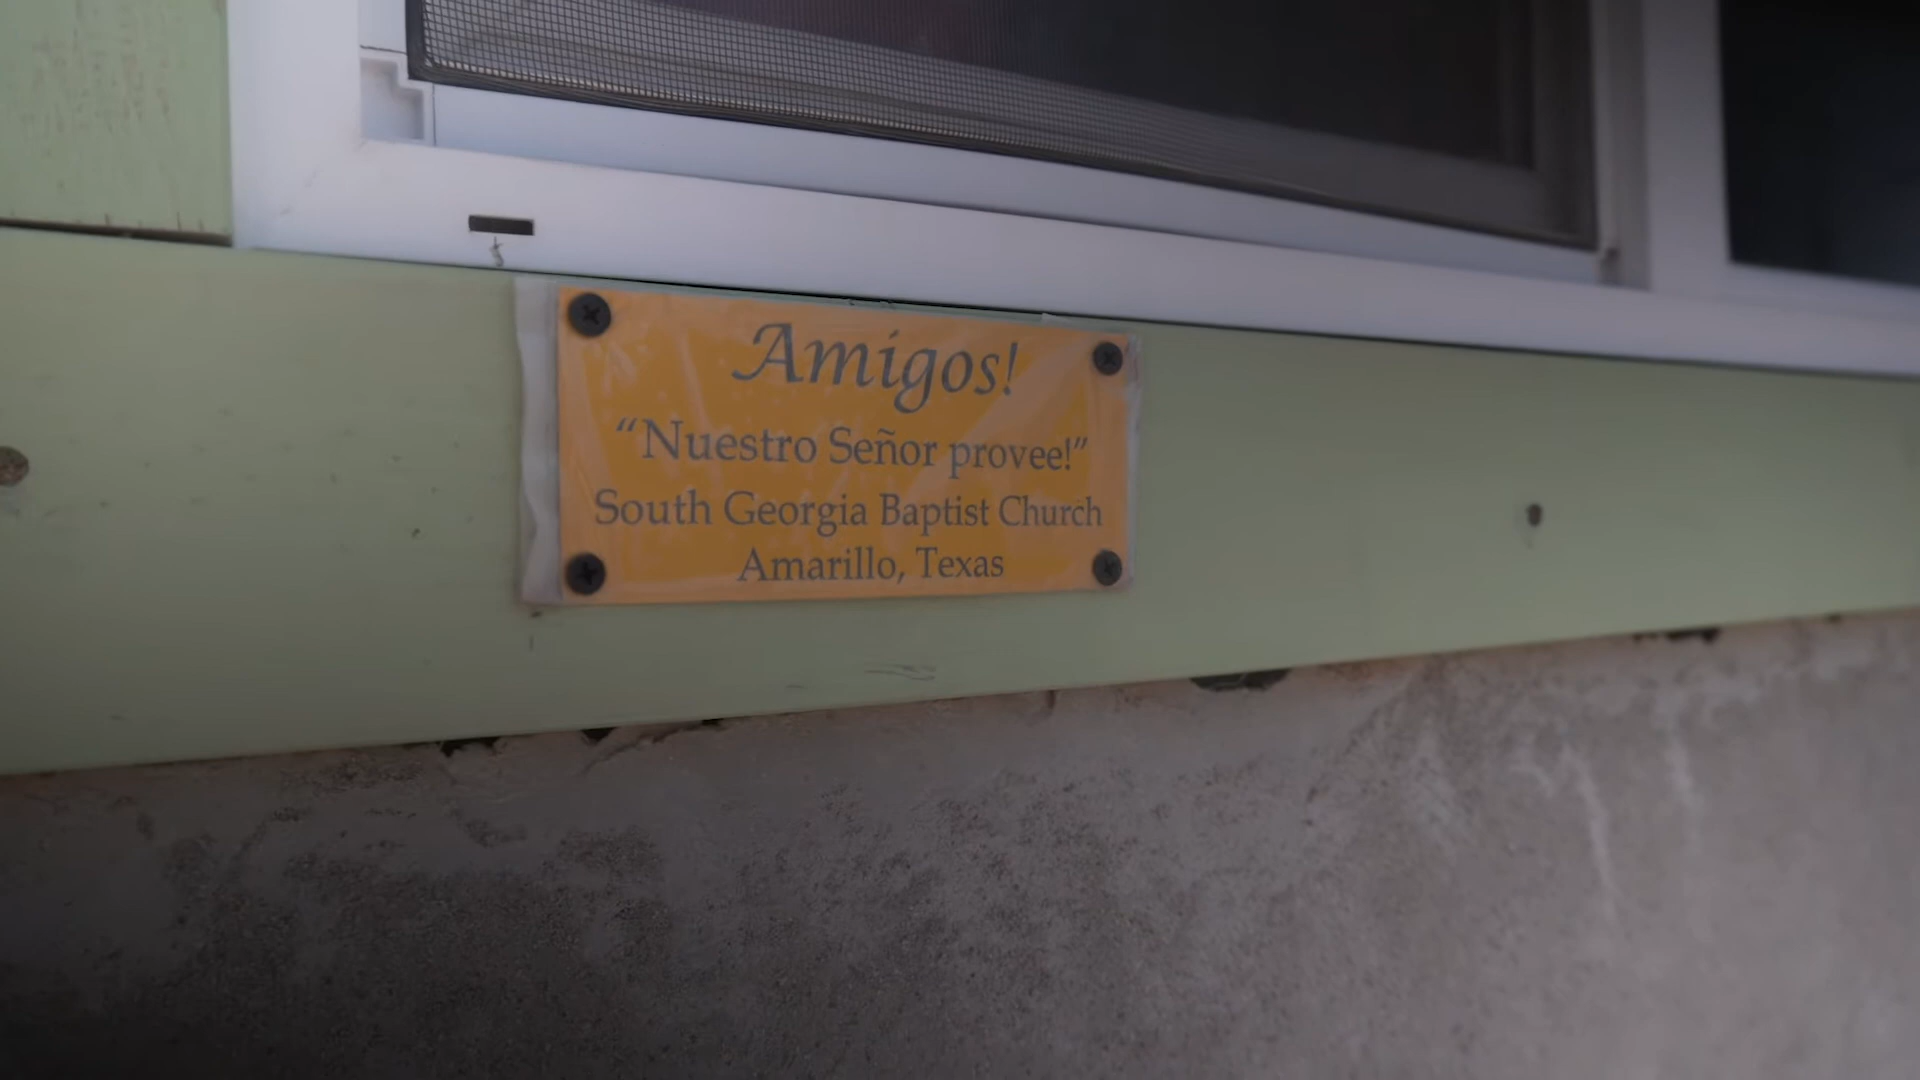 Amigos!
“Nuestro Señor provee!”
South Georgia Baptist Church
Amarillo, Texas